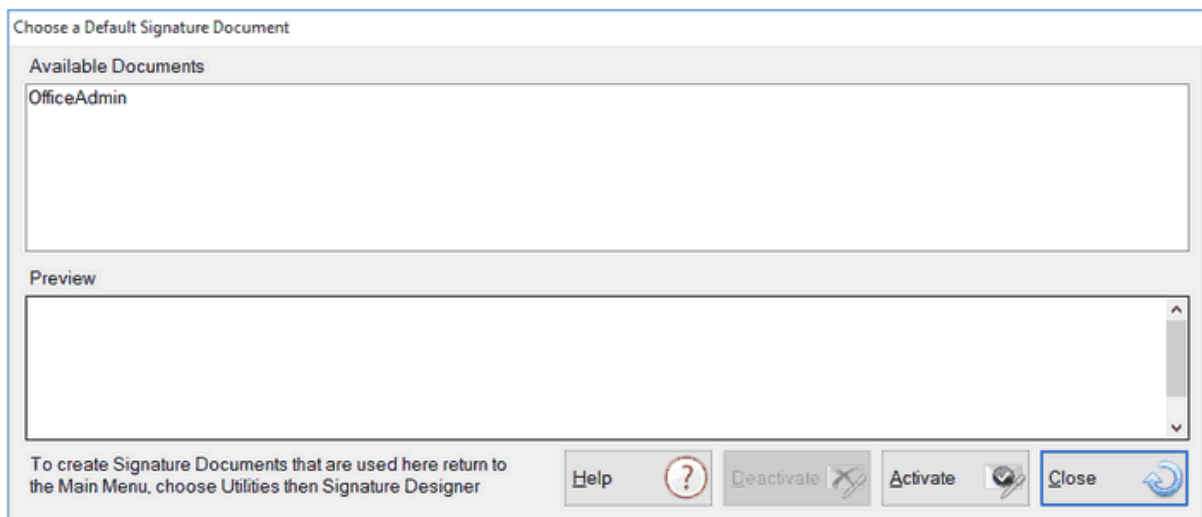 Choose a Default Signature Document
Available Documents
OfficeAdmin
Preview
To create Signature Documents that are used here return to
the Main Menu, choose Utilities then Signature Designer
Help
?
Deactivate
Activate
Close